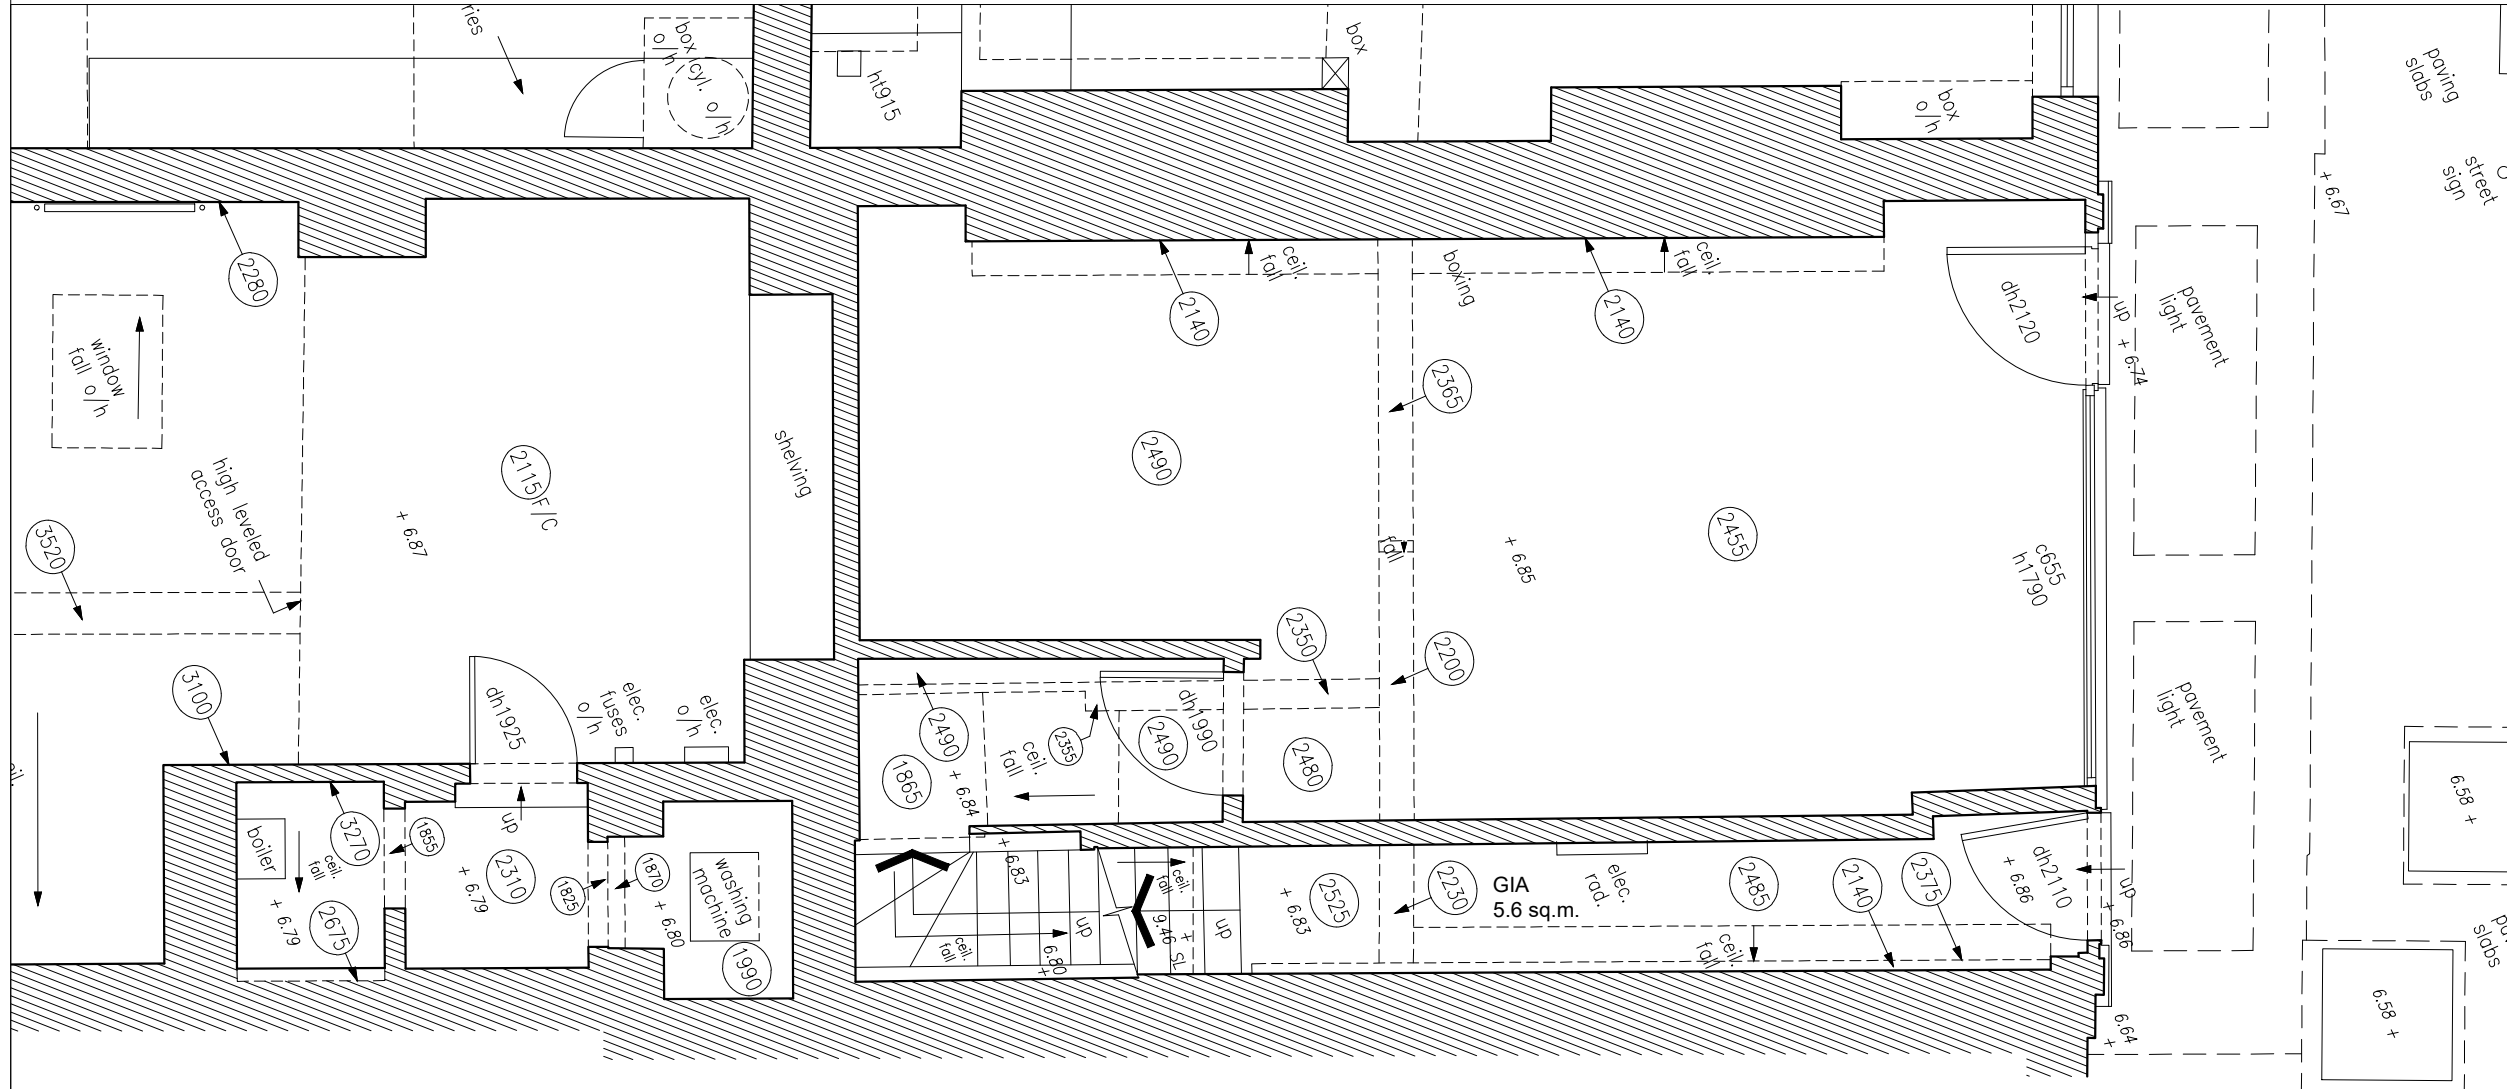 ries
box
o/h
cyl. o/h
ht915
box
box
o/h
paving
slabs
street
sign
+ 6.67
2280
window
fall o/h
high leveled
access door
3520
2115 F/C
+ 6.87
shelving
3100
dh1925
elec.
fuses
o/h
elec.
o/h
ceil.
fall
2140
boxing
2140
ceil.
fall
2365
2490
fall
+ 6.85
2455
c655
h1790
dh2120
up
+ 6.74
pavement
light
2350
2200
2490
1865
+ 6.84
ceil.
fall
2355
2490
dh1990
2480
pavement
light
boiler
3270
ceil.
fall
+ 6.79
2675
1855
up
2310
+ 6.79
1825
1870
+ 6.80
washing
machine
1990
+ 6.83
ceil.
fall
up
6.80
+
ceil.
fall
9.46
+ SL
up
+ 6.83
2525
2230
GIA
5.6 sq.m.
elec.
rad.
2485
ceil.
fall
2140
2375
dh2110
+ 6.86
up
+ 6.86
6.64
+
6.58 +
6.58 +
slabs